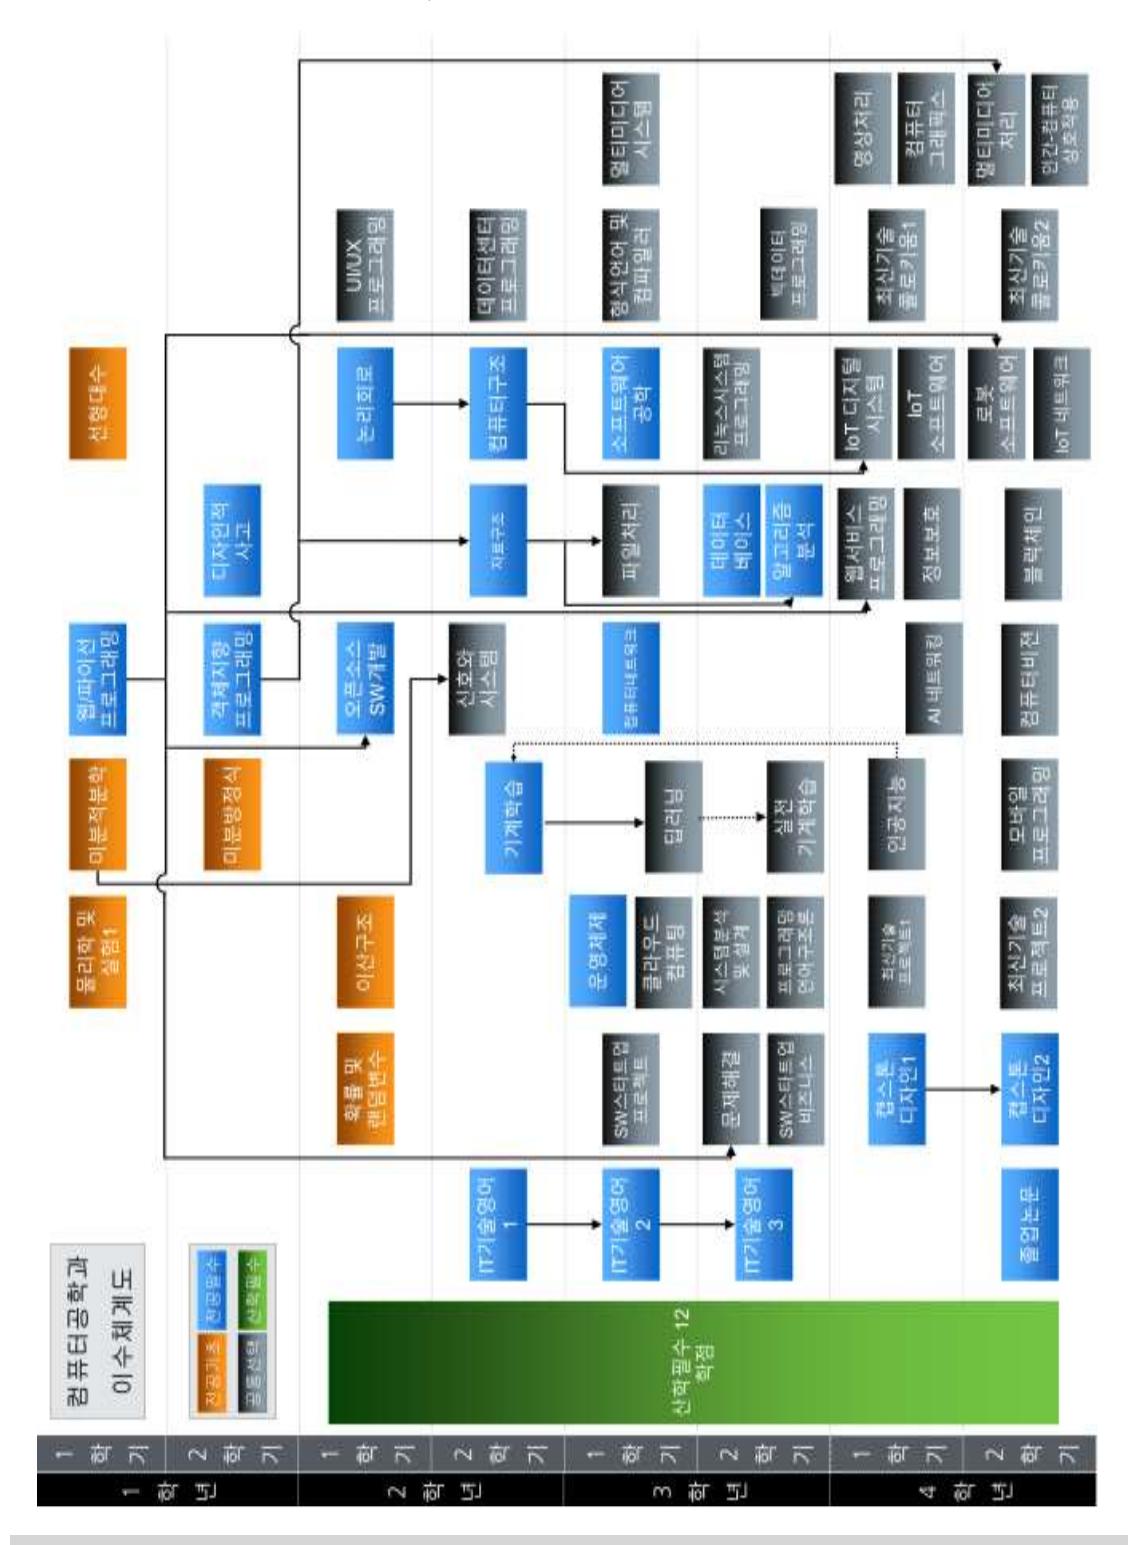 컴퓨터공학과
이수체계도
전공기초
전공필수
공통선택
산학필수
1
학
년
1
학
기
물리학 및
실험1
미분적분학
웹/파이선
프로그래밍
선형대수
2
학
기
미분방정식
객체지향
프로그래밍
디자인적
사고
2
학
년
1
학
기
산학필수 12
학점
확률 및
랜덤변수
이산구조
오픈소스
SW개발
논리회로
UI/UX
프로그래밍
2
학
기
IT기술영어
1
기계학습
신호와
시스템
자료구조
컴퓨터구조
데이터센터
프로그래밍
3
학
년
1
학
기
IT기술영어
2
SW스타트업
프로젝트
운영체제
클라우드
컴퓨팅
딥러닝
컴퓨터네트워크
파일처리
소프트웨어
공학
형식언어 및
컴파일러
멀티미디어
시스템
2
학
기
IT기술영어
3
문제해결
SW스타트업
비즈니스
시스템분석
및 설계
프로그래밍
언어구조론
실전
기계학습
데이터
베이스
알고리즘
분석
리눅스시스템
프로그래밍
빅데이터
프로그래밍
4
학
년
1
학
기
캡스톤
디자인1
최신기술
프로젝트1
인공지능
AI 네트워킹
웹서비스
프로그래밍
정보보호
IoT 디지털
시스템
IoT
소프트웨어
최신기술
콜로키움1
영상처리
컴퓨터
그래픽스
2
학
기
졸업논문
캡스톤
디자인2
최신기술
프로젝트2
모바일
프로그래밍
컴퓨터비젼
블럭체인
로봇
소프트웨어
IoT 네트워크
최신기술
콜로키움2
멀티미디어
처리
인간-컴퓨터
상호작용